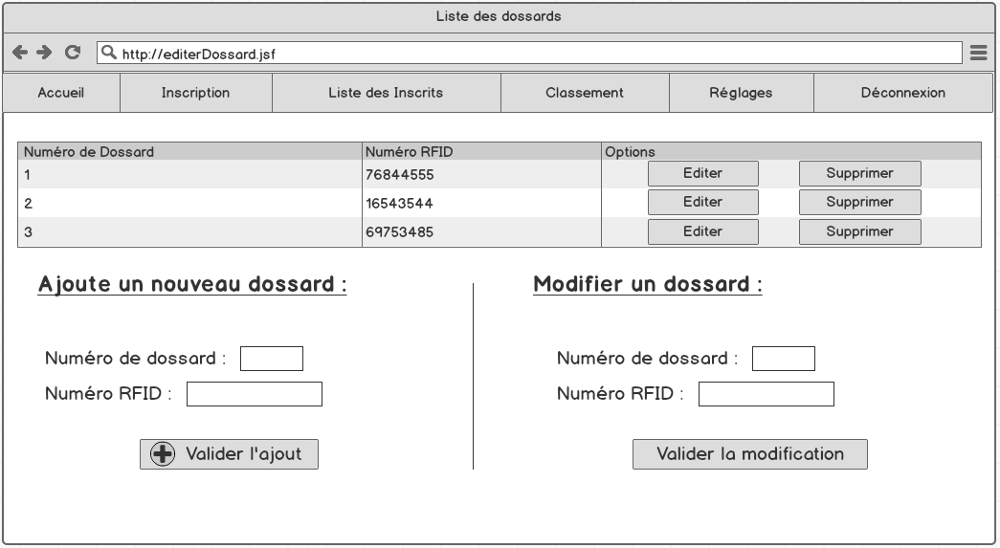 Liste des dossards
http://editerDossard.jsf
Accueil Inscription Liste des Inscrits Classement Réglages Déconnexion
Numéro de Dossard Numéro RFID Options
1 76844555 Editer Supprimer
2 16543544 Editer Supprimer
3 69753485 Editer Supprimer
Ajoute un nouveau dossard :
Numéro de dossard :
Numéro RFID :
Valider l'ajout
Modifier un dossard :
Numéro de dossard :
Numéro RFID :
Valider la modification